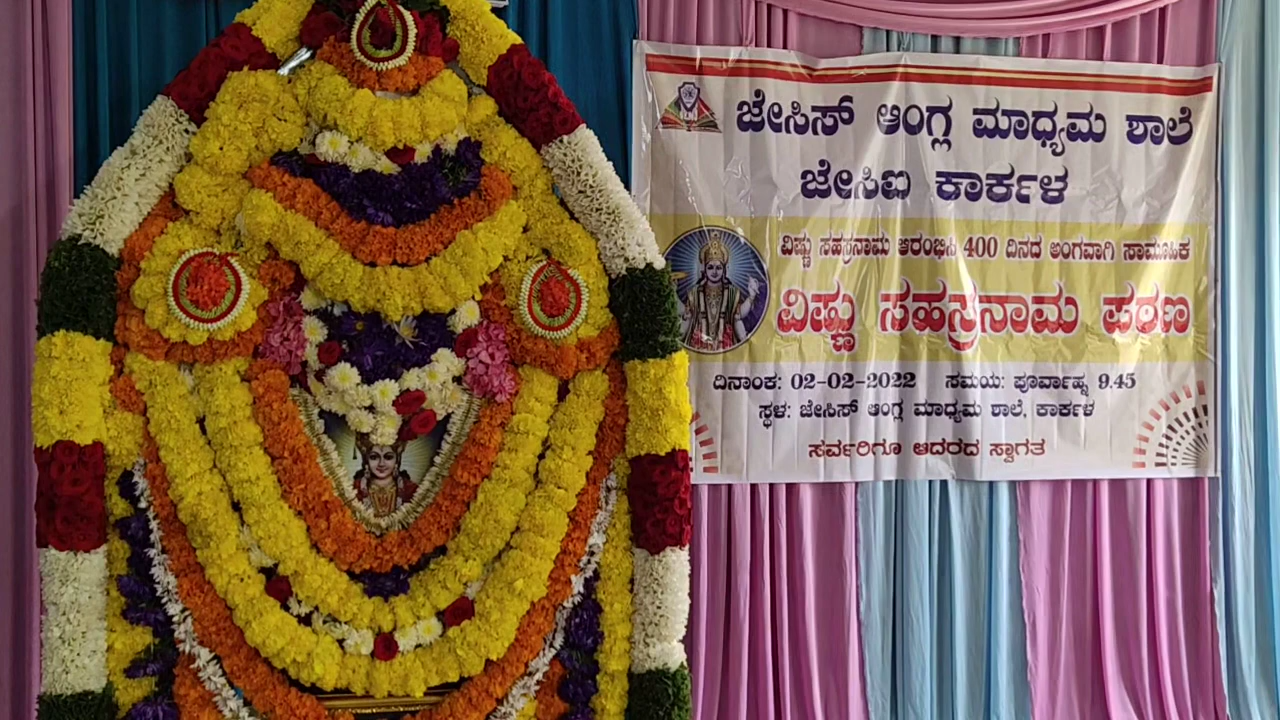 ಜೇಸಿಸ್ ಆಂಗ್ಲ ಮಾಧ್ಯಮ ಶಾಲೆ
ಜೇಸಿಐ ಕಾರ್ಕಳ
ವಿಷ್ಣು ಸಹಸ್ರನಾಮ ಆರಂಭಿಸಿ 400 ದಿನದ ಅಂಗವಾಗಿ ಸಾಮೂಹಿಕ
ವಿಷ್ಣು ಸಹಸ್ರನಾಮ ಪಠಣ
ದಿನಾಂಕ: 02-02-2022 ಸಮಯ: ಪೂರ್ವಾಹ್ನ 9.45
ಸ್ಥಳ: ಜೇಸಿಸ್ ಆಂಗ್ಲ ಮಾಧ್ಯಮ ಶಾಲೆ, ಕಾರ್ಕಳ
ಸರ್ವರಿಗೂ ಆದರದ ಸ್ವಾಗತ